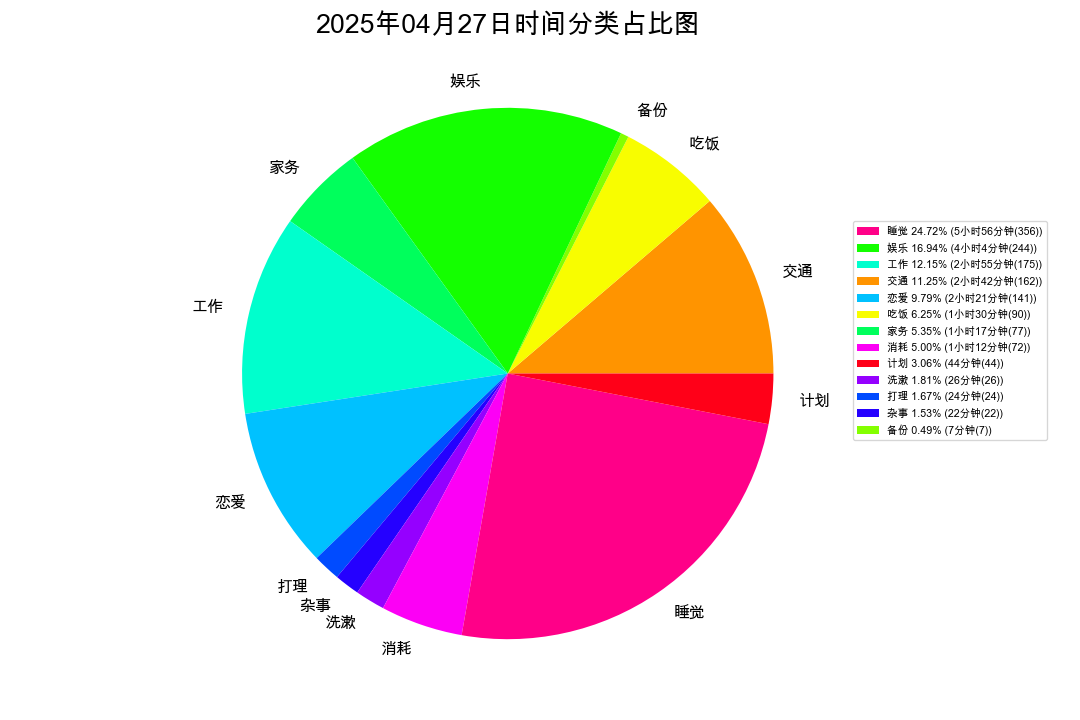 2025年04月27日时间分类占比图
娱乐
备份
吃饭
家务
交通
工作
计划
恋爱
打理
杂事
洗漱
消耗
睡觉
睡觉 24.72% (5小时56分钟(356))
娱乐 16.94% (4小时4分钟(244))
工作 12.15% (2小时55分钟(175))
交通 11.25% (2小时42分钟(162))
恋爱 9.79% (2小时21分钟(141))
吃饭 6.25% (1小时30分钟(90))
家务 5.35% (1小时17分钟(77))
消耗 5.00% (1小时12分钟(72))
计划 3.06% (44分钟(44))
洗漱 1.81% (26分钟(26))
打理 1.67% (24分钟(24))
杂事 1.53% (22分钟(22))
备份 0.49% (7分钟(7))